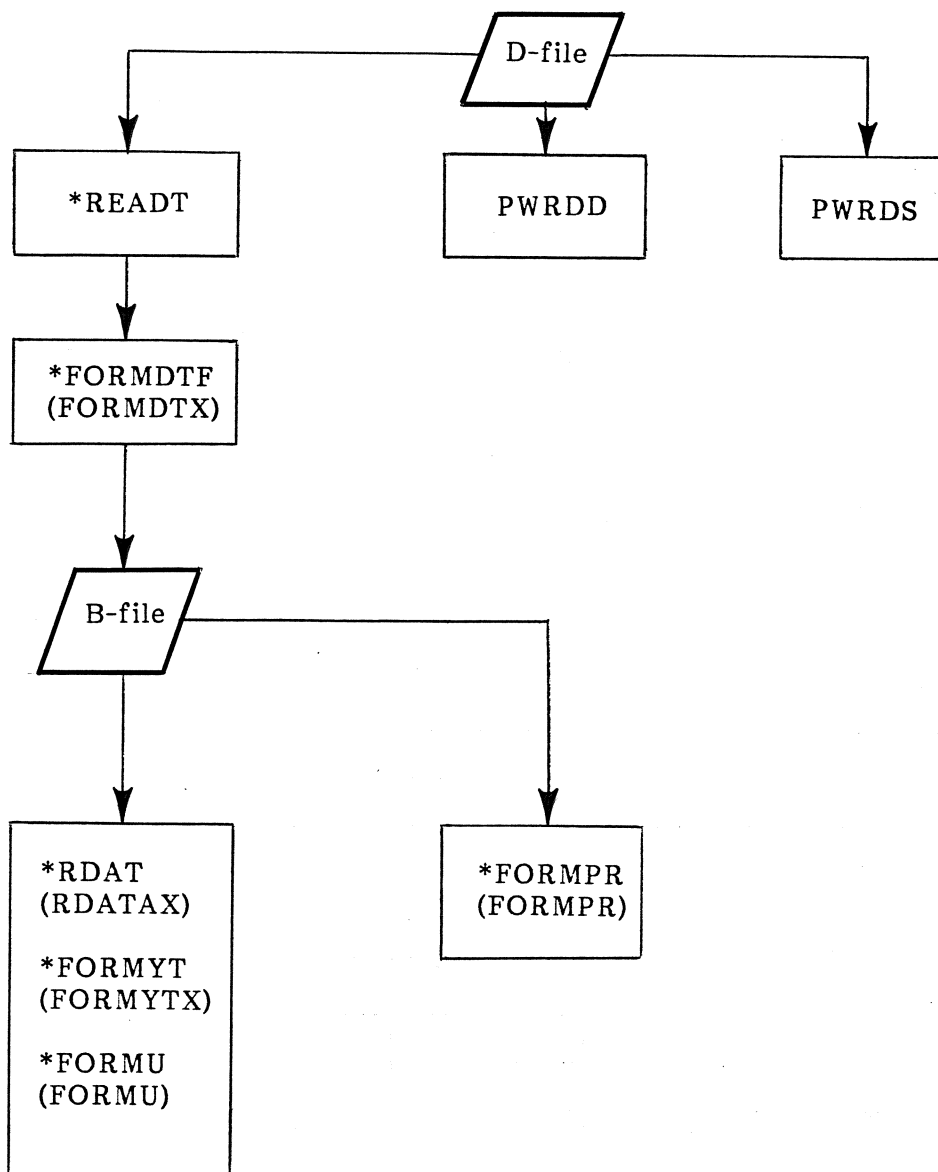 D-file
*READT
PWRDD
PWRDS
*FORMDTF
(FORMDTX)
B-file
*RDAT
(RDATAX)
*FORMYT
(FORMYTX)
*FORMU
(FORMU)
*FORMPR
(FORMPR)